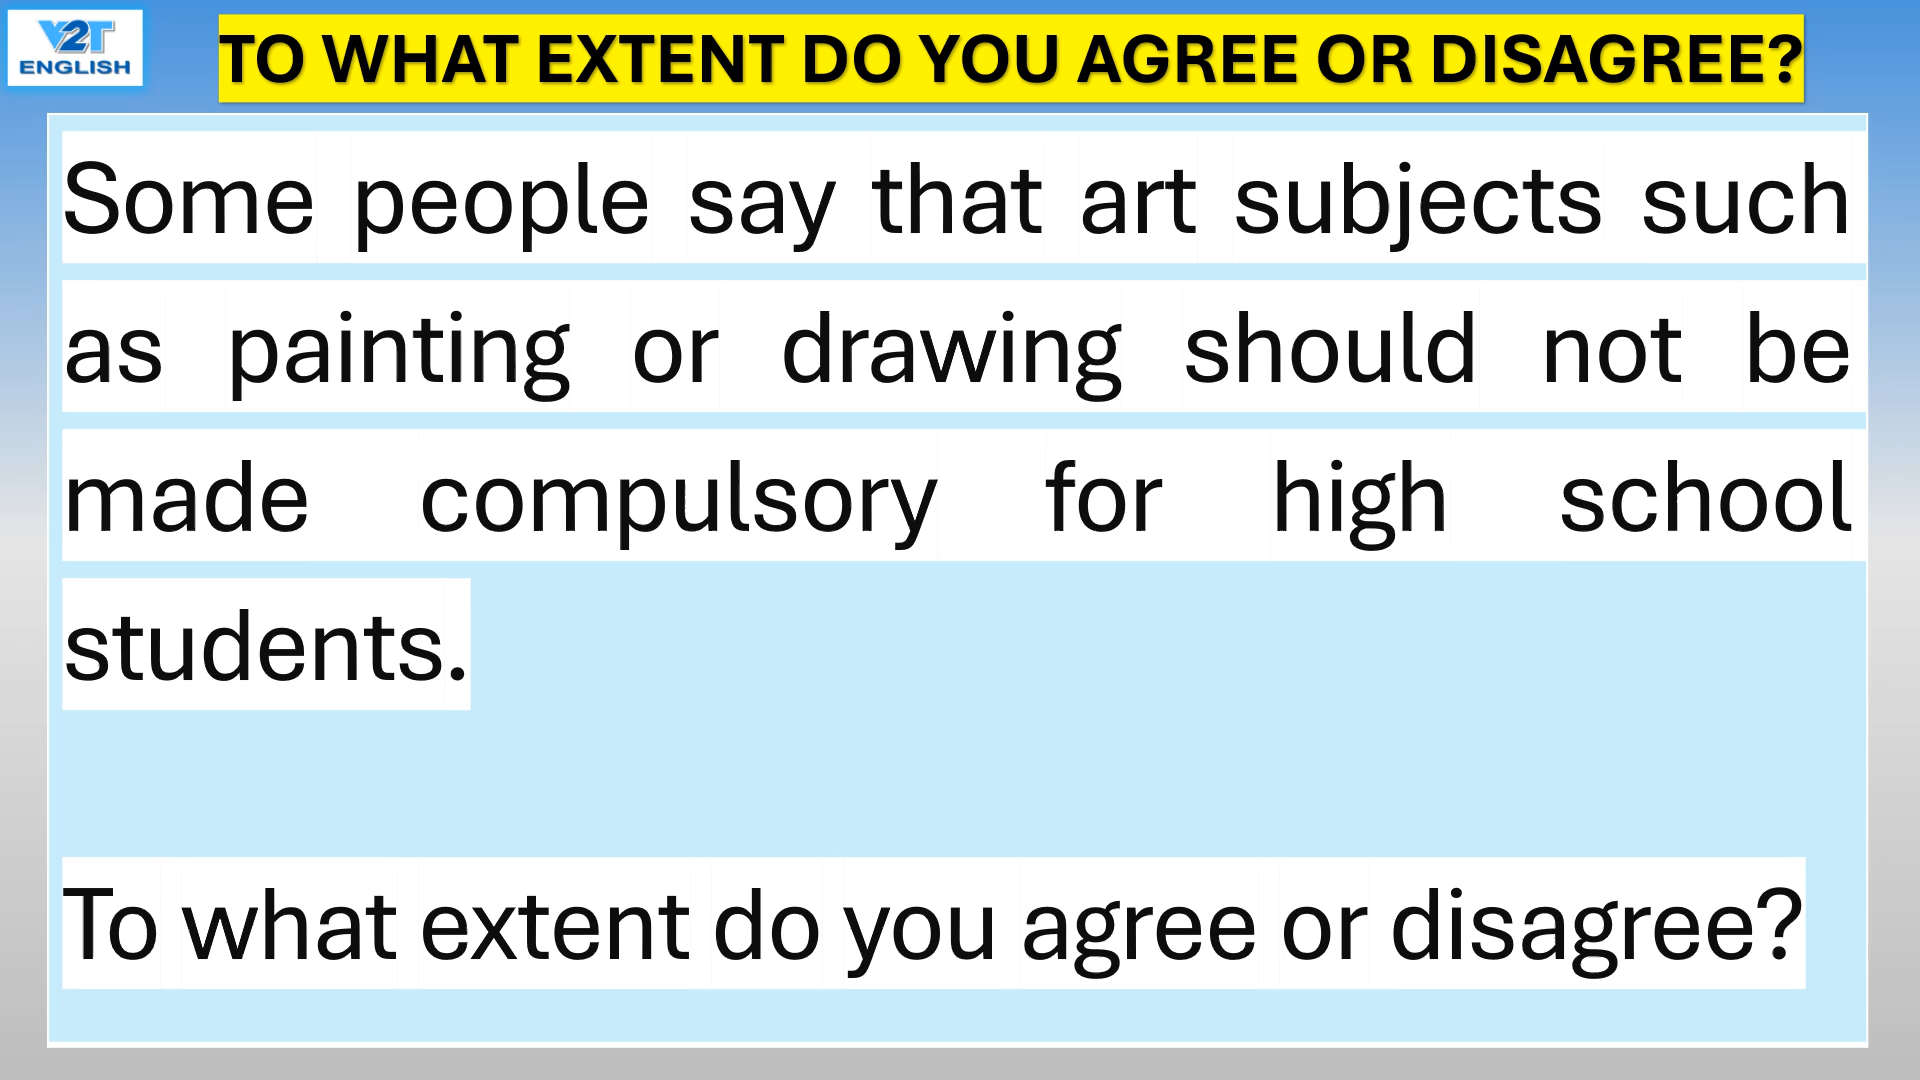 V2T
ENGLISH
TO WHAT EXTENT DO YOU AGREE OR DISAGREE?
Some people say that art subjects such
as painting or drawing should not be
made compulsory for high school
students.
To what extent do you agree or disagree?